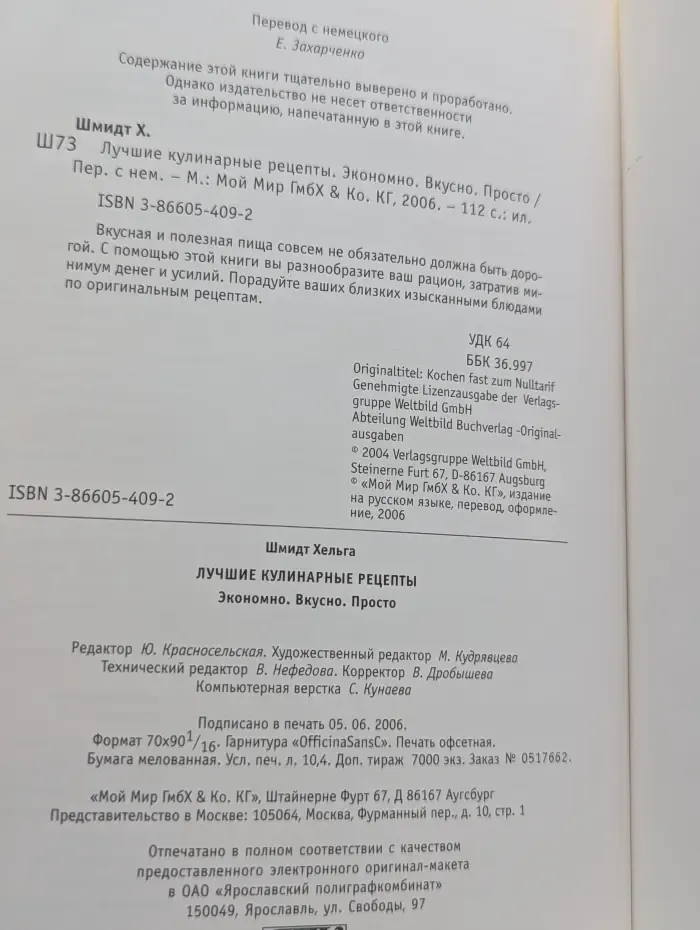 Перевод с немецкого
Е. Захарченко
Содержание этой книги тщательно выверено и проработано.
Однако издательство не несет ответственности
за информацию, напечатанную в этой книге.
Шмидт Х.
Ш73 Лучшие кулинарные рецепты. Экономно. Вкусно. Просто /
Пер. с нем. – М.: Мой Мир ГмбХ & Ко. КГ, 2006. – 112 с.: ил.
ISBN 3-86605-409-2
Вкусная и полезная пища совсем не обязательно должна быть доро-
гой. С помощью этой книги вы разнообразите ваш рацион, затратив ми-
нимум денег и усилий. Порадуйте ваших близких изысканными блюдами
по оригинальным рецептам.
УДК 64
ББК 36.997
Originaltitel: Kochen fast zum Nulltarif
Genehmigte Lizenzausgabe der Verlags-
gruppe Weltbild GmbH
Abteilung Weltbild Buchverlag -Original-
ausgaben
© 2004 Verlagsgruppe Weltbild GmbH,
Steinerne Furt 67, D-86167 Augsburg
© «Мой Мир ГмбХ & Ко. КГ», издание
на русском языке, перевод, оформле-
ние, 2006
ISBN 3-86605-409-2
Шмидт Хельга
ЛУЧШИЕ КУЛИНАРНЫЕ РЕЦЕПТЫ
Экономно. Вкусно. Просто
Редактор Ю. Красносельская. Художественный редактор М. Кудрявцева
Технический редактор В. Нефедова. Корректор В. Дробышева
Компьютерная верстка С. Кунаева
Подписано в печать 05. 06. 2006.
Формат 70x90 1/16. Гарнитура «OfficinaSansC». Печать офсетная.
Бумага мелованная. Усл. печ. л. 10,4. Доп. тираж 7000 экз. Заказ № 0517662.
«Мой Мир ГмбХ & Ко. КГ», Штайнерне Фурт 67, Д 86167 Аугсбург
Представительство в Москве: 105064, Москва, Фурманный пер., д. 10, стр. 1
Отпечатано в полном соответствии с качеством
предоставленного электронного оригинал-макета
в ОАО «Ярославский полиграфкомбинат»
150049, Ярославль, ул. Свободы, 97